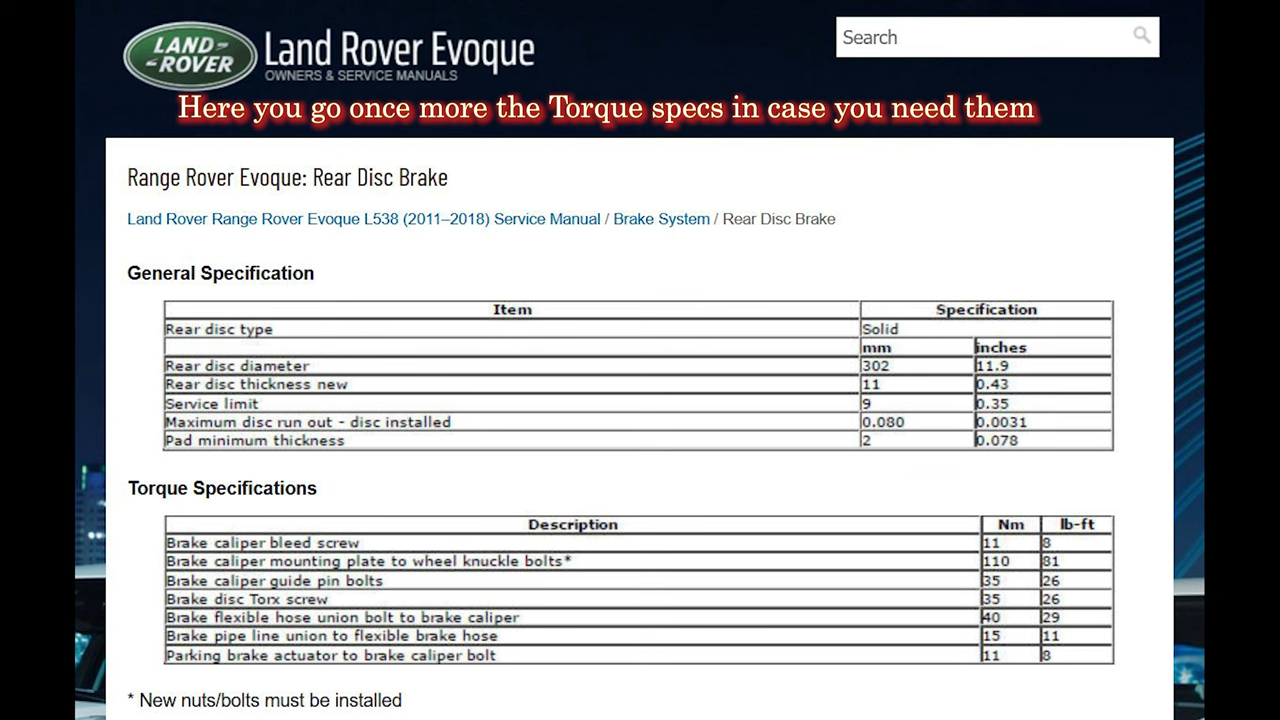 LAND-
-ROVER
Land Rover Evoque
OWNERS & SERVICE MANUALS
Search
Here you go once more the Torque specs in case you need them
Range Rover Evoque: Rear Disc Brake
Land Rover Range Rover Evoque L538 (2011–2018) Service Manual / Brake System / Rear Disc Brake
General Specification
Item Specification
Rear disc type Solid
mm inches
Rear disc diameter 302 11.9
Rear disc thickness new 11 0.43
Service limit 9 0.35
Maximum disc run out - disc installed 0.080 0.0031
Pad minimum thickness 2 0.078
Torque Specifications
Description Nm lb-ft
Brake caliper bleed screw 11 8
Brake caliper mounting plate to wheel knuckle bolts* 110 81
Brake caliper guide pin bolts 35 26
Brake disc Torx screw 35 26
Brake flexible hose union bolt to brake caliper 40 29
Brake pipe line union to flexible brake hose 15 11
Parking brake actuator to brake caliper bolt 11 8
* New nuts/bolts must be installed